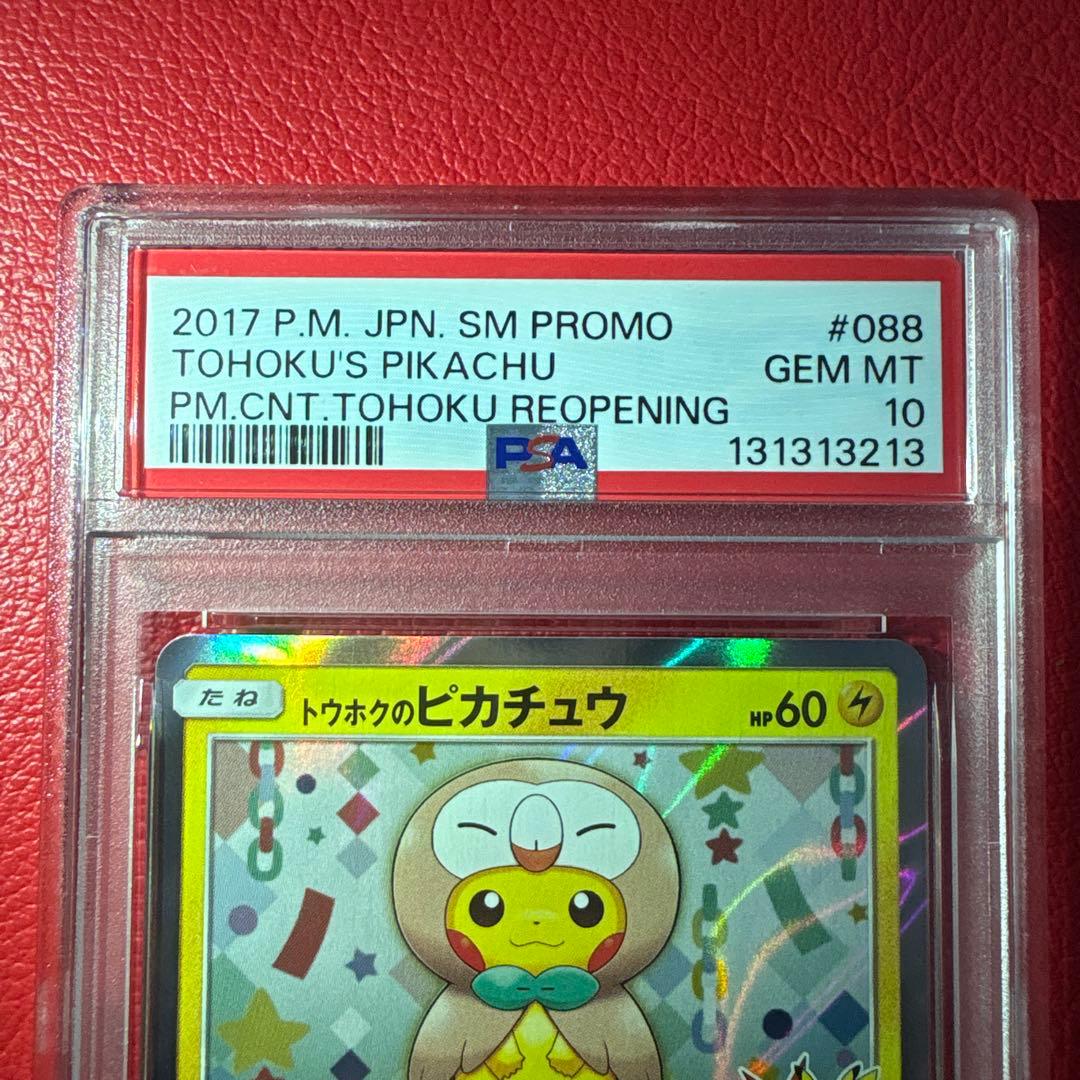 2017 P.M. JPN. SM PROMO #088
TOHOKU'S PIKACHU GEM MT
PM.CNT.TOHOKU REOPENING 10
PSA 131313213
たね トウホクのピカチュウ HP60